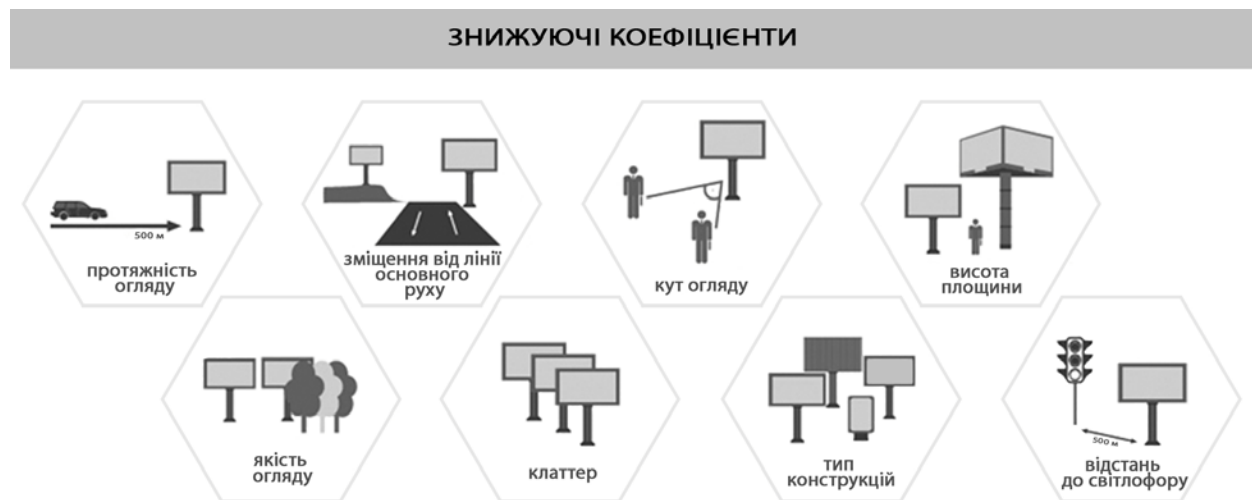 ЗНИЖУЮЧІ КОЕФІЦІЄНТИ
500 м
протяжність
огляду
зміщення від лінії
основного
руху
кут огляду
висота
площини
якість
огляду
клаттер
тип
конструкцій
500 м
відстань
до світлофору